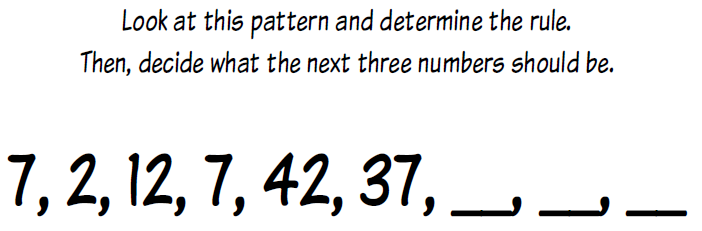 Look at this pattern and determine the rule.
Then, decide what the next three numbers should be.
7, 2, 12, 7, 42, 37, __, __, __